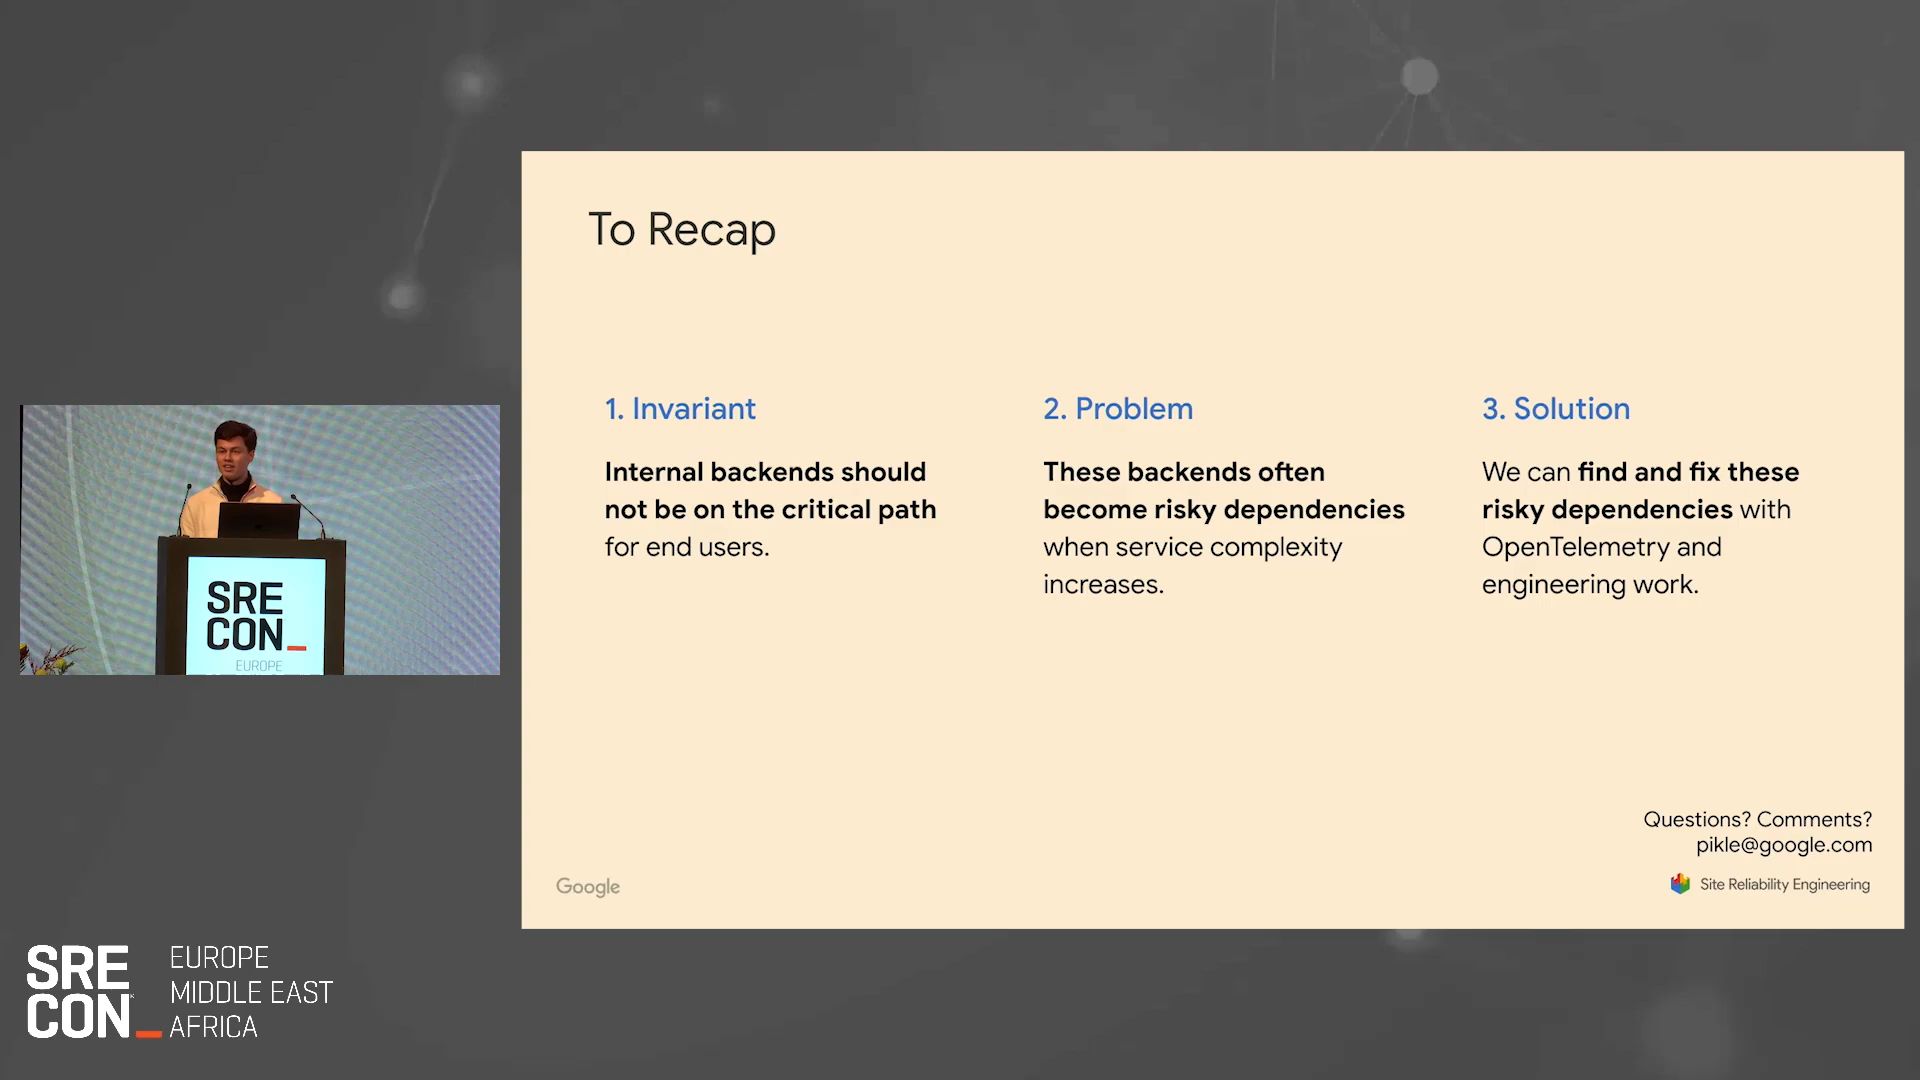 To Recap
1. Invariant
Internal backends should
not be on the critical path
for end users.
2. Problem
These backends often
become risky dependencies
when service complexity
increases.
3. Solution
We can find and fix these
risky dependencies with
OpenTelemetry and
engineering work.
Questions? Comments?
pikle@google.com
Google
Site Reliability Engineering
SRE
CON_
EUROPE
SRE
CON_
EUROPE
MIDDLE EAST
AFRICA